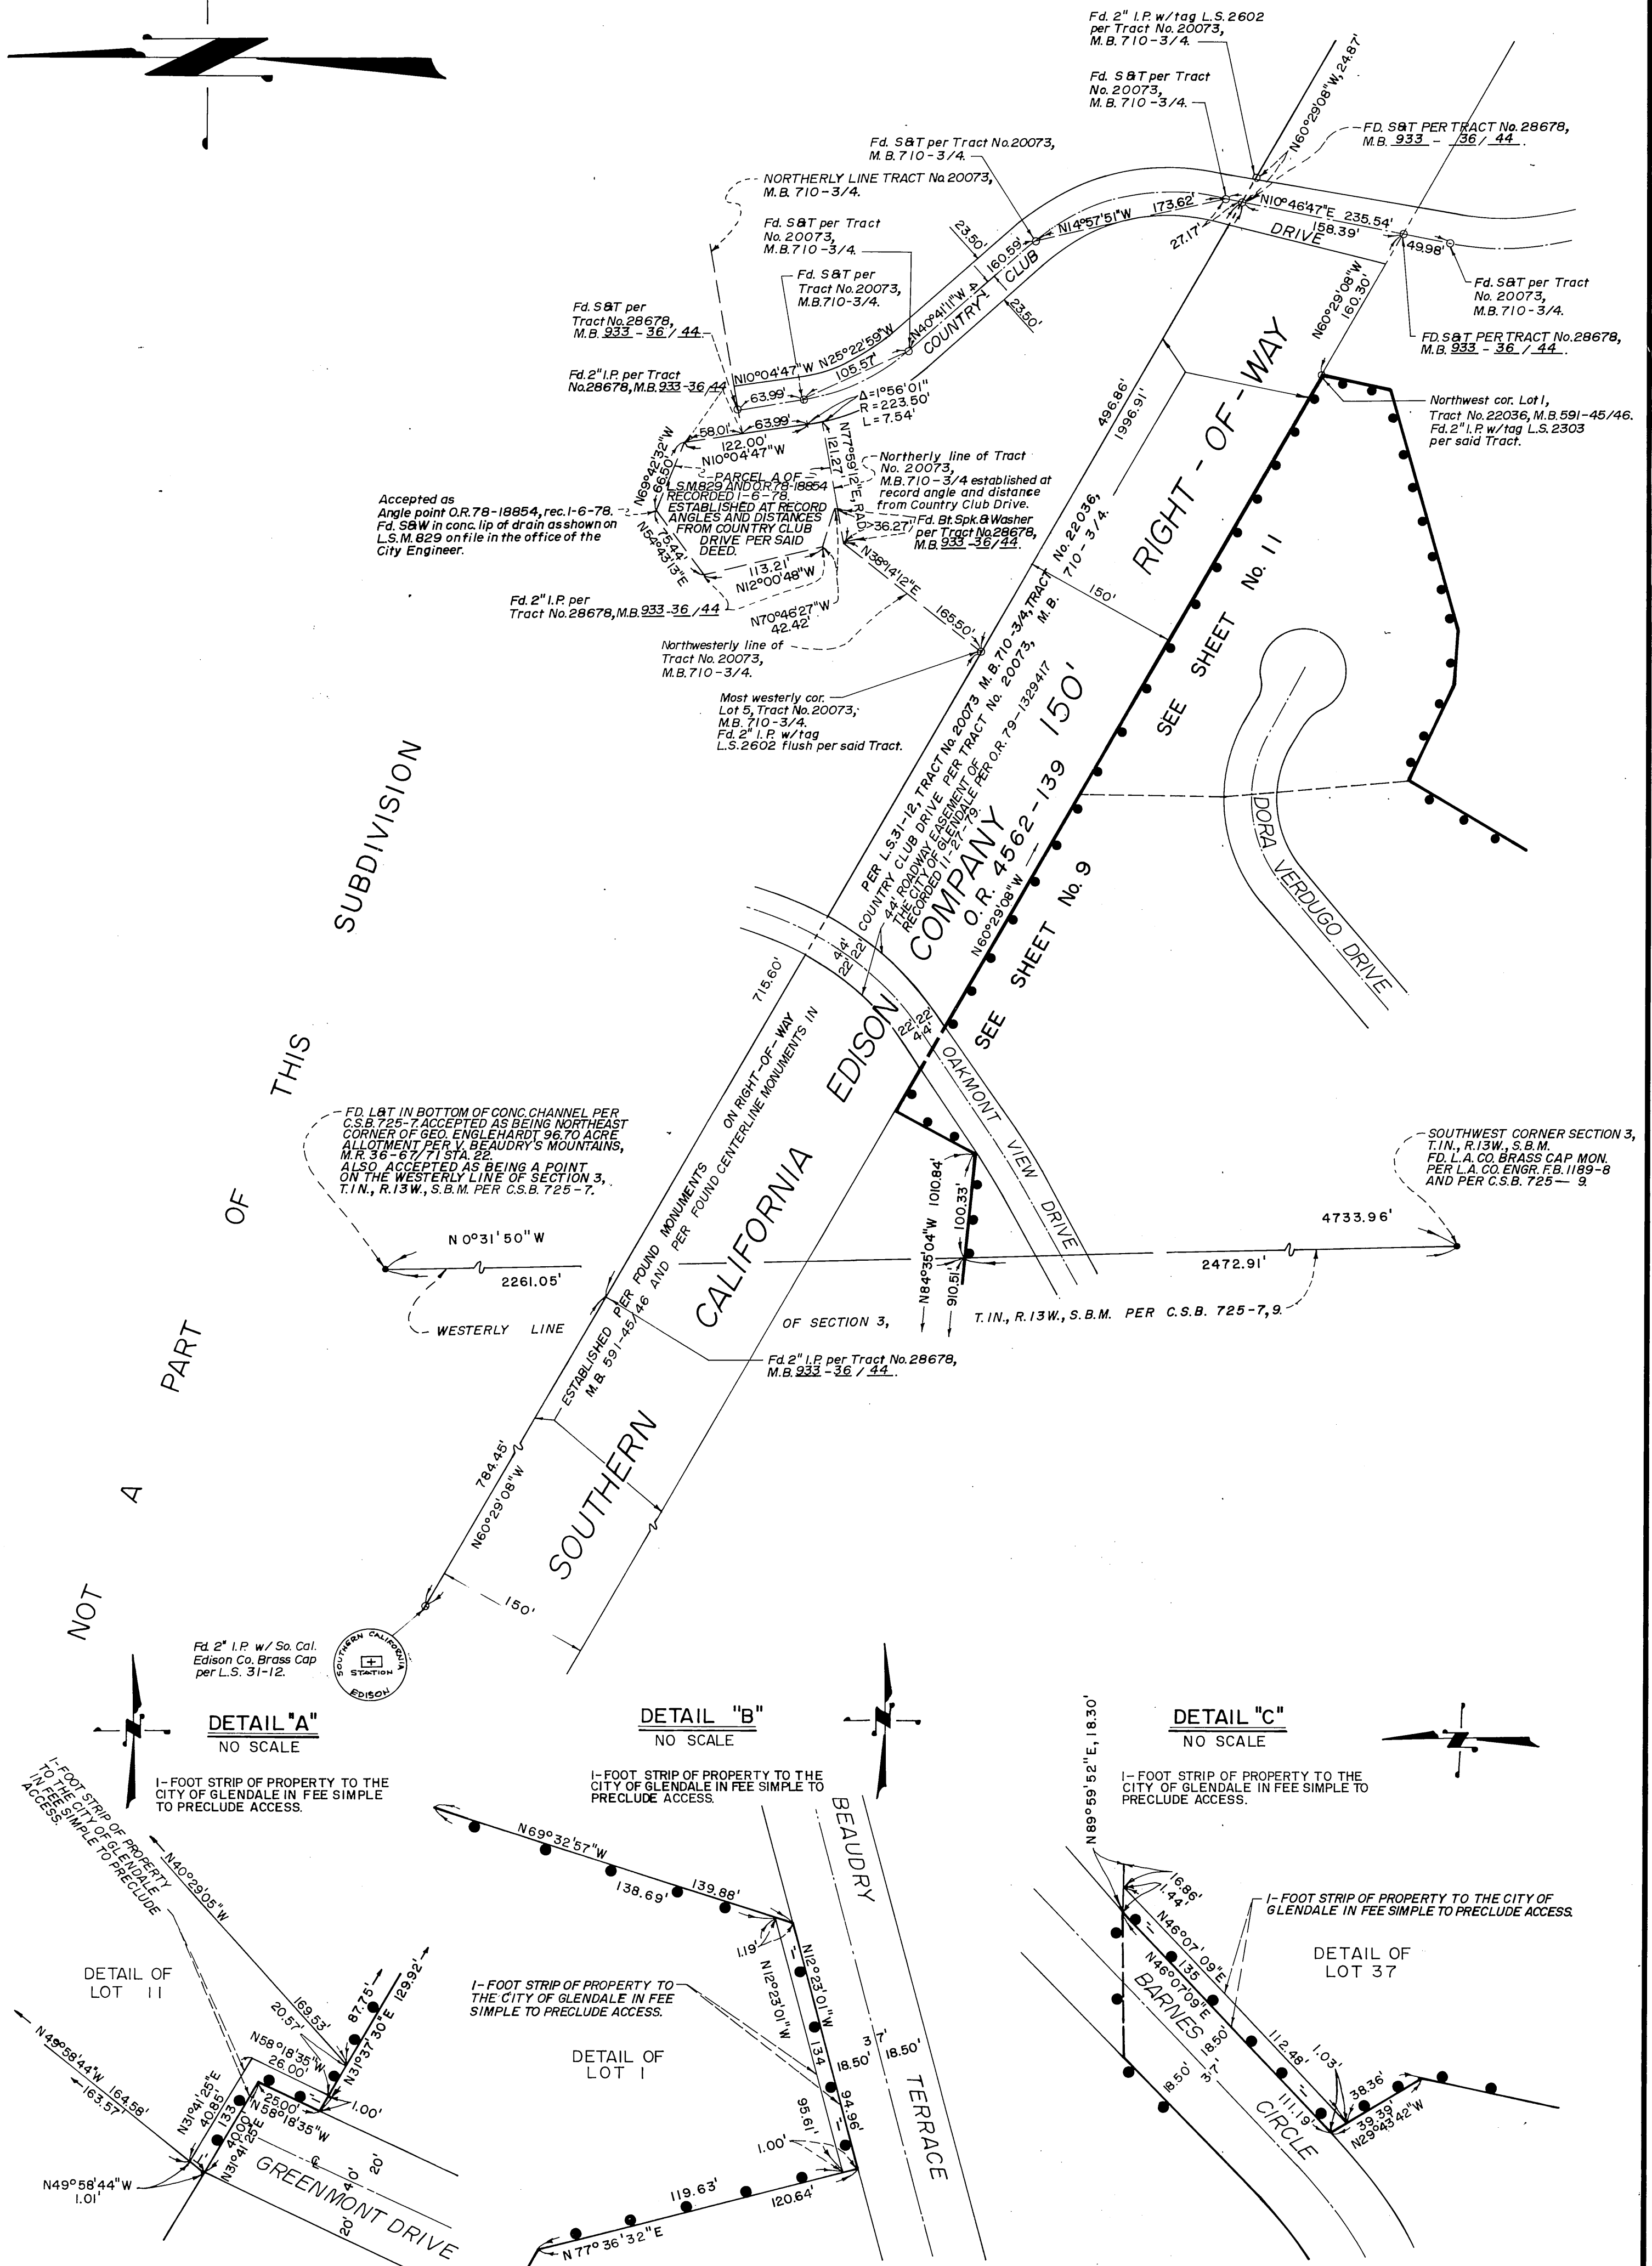 Fd. 2" I.P. w/tag L.S. 2602
per Tract No. 20073,
M.B. 710-3/4.
Fd. S&T per Tract
No. 20073,
M.B. 710-3/4.
N60°29'08"W, 24.87'
FD. S&T PER TRACT No. 28678,
M.B. 933 - 36/44.
Fd. S&T per Tract No. 20073,
M.B. 710-3/4.
NORTHERLY LINE TRACT No. 20073,
M.B. 710-3/4.
Fd. S&T per Tract
No. 20073,
M.B. 710-3/4.
Fd. S&T per
Tract No. 20073,
M.B. 710-3/4.
Fd. S&T per
Tract No. 28678,
M.B. 933 - 36/44.
Fd. 2" I.P. per Tract
No. 28678, M.B. 933-36/44
23.50'
160.59'
N14°57'51"W
173.62'
27.17'
N10°46'47"E
235.54'
158.39'
49.98'
DRIVE
CLUB
COUNTRY
N40°41'11"W
47'
23.50'
N60°29'08"W
160.30'
Fd. S&T per Tract
No. 20073,
M.B. 710-3/4.
FD. S&T PER TRACT No. 28678,
M.B. 933 - 36/44.
N10°04'47"W
N25°22'59"W
105.57'
63.99'
Δ=1°56'01"
R=223.50'
L=7.54'
58.01'
63.99'
122.00'
N10°04'47"W
N69°42'32"W
66.50'
121.27'
N77°59'12"E, RAD
Northwest cor. Lot 1,
Tract No. 22036, M.B. 591-45/46.
Fd. 2" I.P. w/tag L.S. 2303
per said Tract.
PARCEL A OF
L.S.M. 829 AND O.R. 78-18854
RECORDED 1-6-78.
ESTABLISHED AT RECORD
ANGLES AND DISTANCES
FROM COUNTRY CLUB
DRIVE PER SAID
DEED.
Northerly line of Tract
No. 20073,
M.B. 710-3/4 established at
record angle and distance
from Country Club Drive.
36.27'
Fd. Bt. Spk. & Washer
per Tract No. 28678,
M.B. 933-36/44.
Accepted as
Angle point O.R. 78-18854, rec. 1-6-78.
Fd. S&W in conc. lip of drain as shown on
L.S.M. 829 on file in the office of the
City Engineer.
75.44'
N54°43'13"E
113.21'
N12°00'48"W
N70°46'27"W
42.42'
Fd. 2" I.P. per
Tract No. 28678, M.B. 933-36/44
N38°14'12"E
165.50'
Northwesterly line of
Tract No. 20073,
M.B. 710-3/4.
Most westerly cor.
Lot 5, Tract No. 20073,
M.B. 710-3/4.
Fd. 2" I.P. w/tag
L.S. 2602 flush per said Tract.
496.86'
1996.91'
150'
SOUTHERN CALIFORNIA EDISON COMPANY RIGHT-OF-WAY
O.R. 4562-139 150'
N60°29'08"W
SEE SHEET No. 11
SEE SHEET No. 9
PER L.S. 31-12, TRACT No. 20073 M.B. 710-3/4, TRACT No. 22036,
COUNTRY CLUB DRIVE PER TRACT No. 20073, M.B. 710-3/4.
44' ROADWAY EASEMENT OF
THE CITY OF GLENDALE PER O.R. 79-1329417
RECORDED 11-27-79.
715.60'
44'
22' 22'
22' 22'
44'
OAKMONT VIEW DRIVE
DORA VERDUGO DRIVE
NOT A PART OF THIS SUBDIVISION
ON RIGHT-OF-WAY
ESTABLISHED PER FOUND MONUMENTS
M.B. 591-45/46 AND PER FOUND CENTERLINE MONUMENTS IN
FD. L&T IN BOTTOM OF CONC. CHANNEL PER
C.S.B. 725-7. ACCEPTED AS BEING NORTHEAST
CORNER OF GEO. ENGLEHARDT 96.70 ACRE
ALLOTMENT PER V. BEAUDRY'S MOUNTAINS,
M.R. 36-67/71 STA. 22.
ALSO ACCEPTED AS BEING A POINT
ON THE WESTERLY LINE OF SECTION 3,
T.1N., R.13W., S.B.M. PER C.S.B. 725-7.
SOUTHWEST CORNER SECTION 3,
T.1N., R.13W., S.B.M.
FD. L.A. CO. BRASS CAP MON.
PER L.A. CO. ENGR. F.B. 1189-8
AND PER C.S.B. 725-9.
N0°31'50"W
2261.05'
4733.96'
2472.91'
N84°35'04"W 1010.84'
100.33'
910.51'
WESTERLY LINE
OF SECTION 3,
T.1N., R.13W., S.B.M. PER C.S.B. 725-7,9.
Fd. 2" I.P. per Tract No. 28678,
M.B. 933-36/44.
784.45'
N60°29'08"W
150'
Fd. 2" I.P. w/ So. Cal.
Edison Co. Brass Cap
per L.S. 31-12.
SOUTHERN CALIFORNIA
STATION
EDISON
DETAIL "A"
NO SCALE
1-FOOT STRIP OF PROPERTY TO THE
CITY OF GLENDALE IN FEE SIMPLE
TO PRECLUDE ACCESS.
1-FOOT STRIP OF PROPERTY
TO THE CITY OF GLENDALE
IN FEE SIMPLE TO PRECLUDE
ACCESS.
N40°29'05"W
169.53'
20.57'
87.75'
129.92'
N31°37'30"E
DETAIL OF
LOT 11
N58°18'35"W
26.00'
25.00'
N58°18'35"W
1.00'
N49°58'44"W 164.58'
163.57'
N31°41'25"E
40.85'
133
40.00'
N31°41'25"E
N49°58'44"W
1.01'
20'
40'
20'
GREENMONT DRIVE
DETAIL "B"
NO SCALE
1-FOOT STRIP OF PROPERTY TO THE
CITY OF GLENDALE IN FEE SIMPLE TO
PRECLUDE ACCESS.
BEAUDRY TERRACE
N69°32'57"W
138.69'
139.88'
1.19'
N12°23'01"W
N12°23'01"W
1-FOOT STRIP OF PROPERTY TO
THE CITY OF GLENDALE IN FEE
SIMPLE TO PRECLUDE ACCESS.
134
37'
18.50'
18.50'
DETAIL OF
LOT 1
95.61'
94.96'
1.00'
119.63'
120.64'
N77°36'32"E
DETAIL "C"
NO SCALE
1-FOOT STRIP OF PROPERTY TO THE
CITY OF GLENDALE IN FEE SIMPLE TO
PRECLUDE ACCESS.
N89°59'52"E, 18.30'
16.86'
1.44'
1-FOOT STRIP OF PROPERTY TO THE CITY OF
GLENDALE IN FEE SIMPLE TO PRECLUDE ACCESS.
N46°07'09"E
135
N46°07'09"E
DETAIL OF
LOT 37
BARNES CIRCLE
18.50'
18.50'
37'
112.48'
1.03'
111.19'
38.36'
39.39'
N29°43'42"W